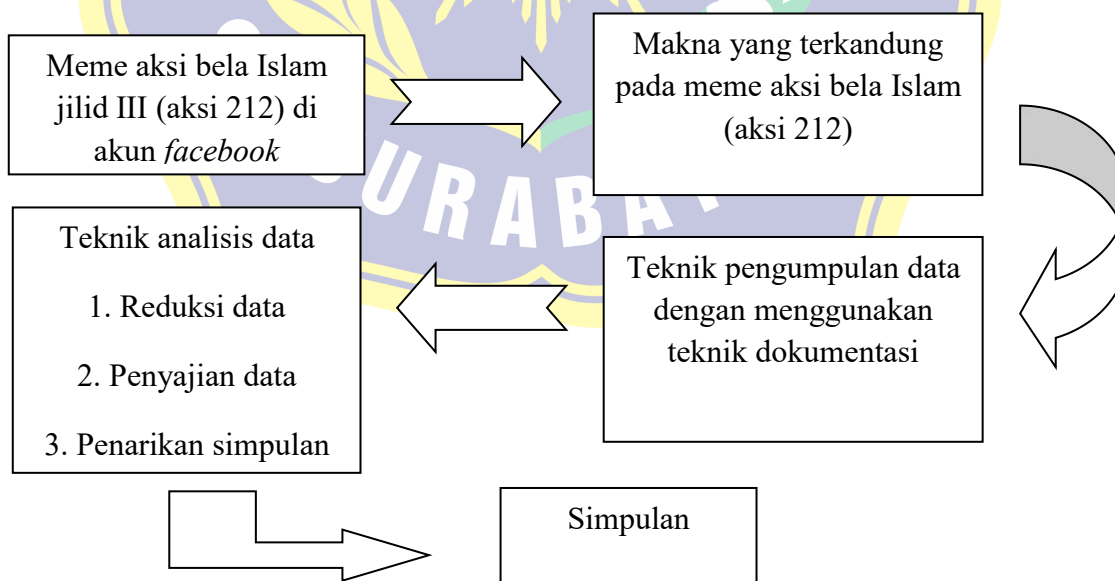 Meme aksi bela Islam
jilid III (aksi 212) di
akun facebook
Makna yang terkandung
pada meme aksi bela Islam
(aksi 212)
Teknik pengumpulan data
dengan menggunakan
teknik dokumentasi
Teknik analisis data
1. Reduksi data
2. Penyajian data
3. Penarikan simpulan
Simpulan
URABA